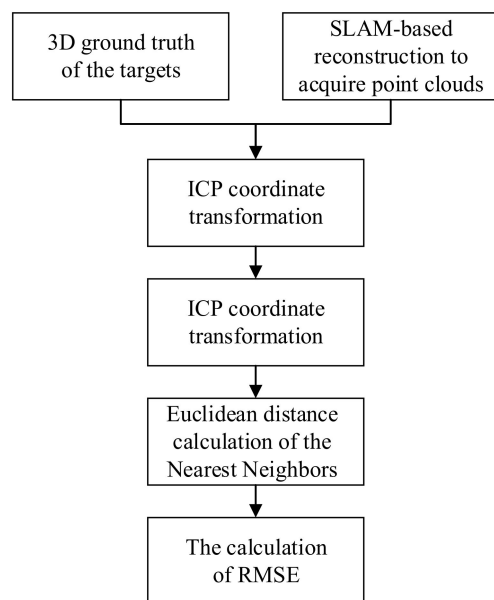 3D ground truth
of the targets
SLAM-based
reconstruction to
acquire point clouds
ICP coordinate
transformation
ICP coordinate
transformation
Euclidean distance
calculation of the
Nearest Neighbors
The calculation
of RMSE